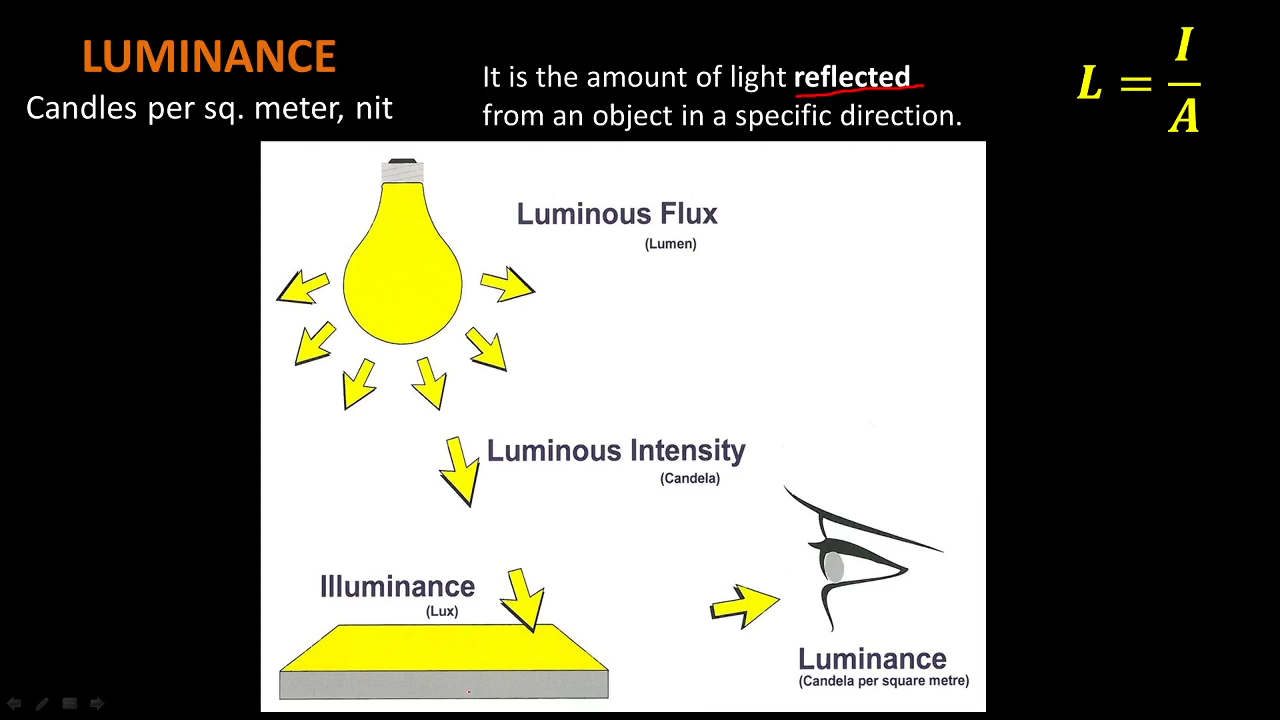 LUMINANCE
Candles per sq. meter, nit
It is the amount of light reflected
from an object in a specific direction.
L = I / A
Luminous Flux
(Lumen)
Luminous Intensity
(Candela)
Illuminance
(Lux)
Luminance
(Candela per square metre)